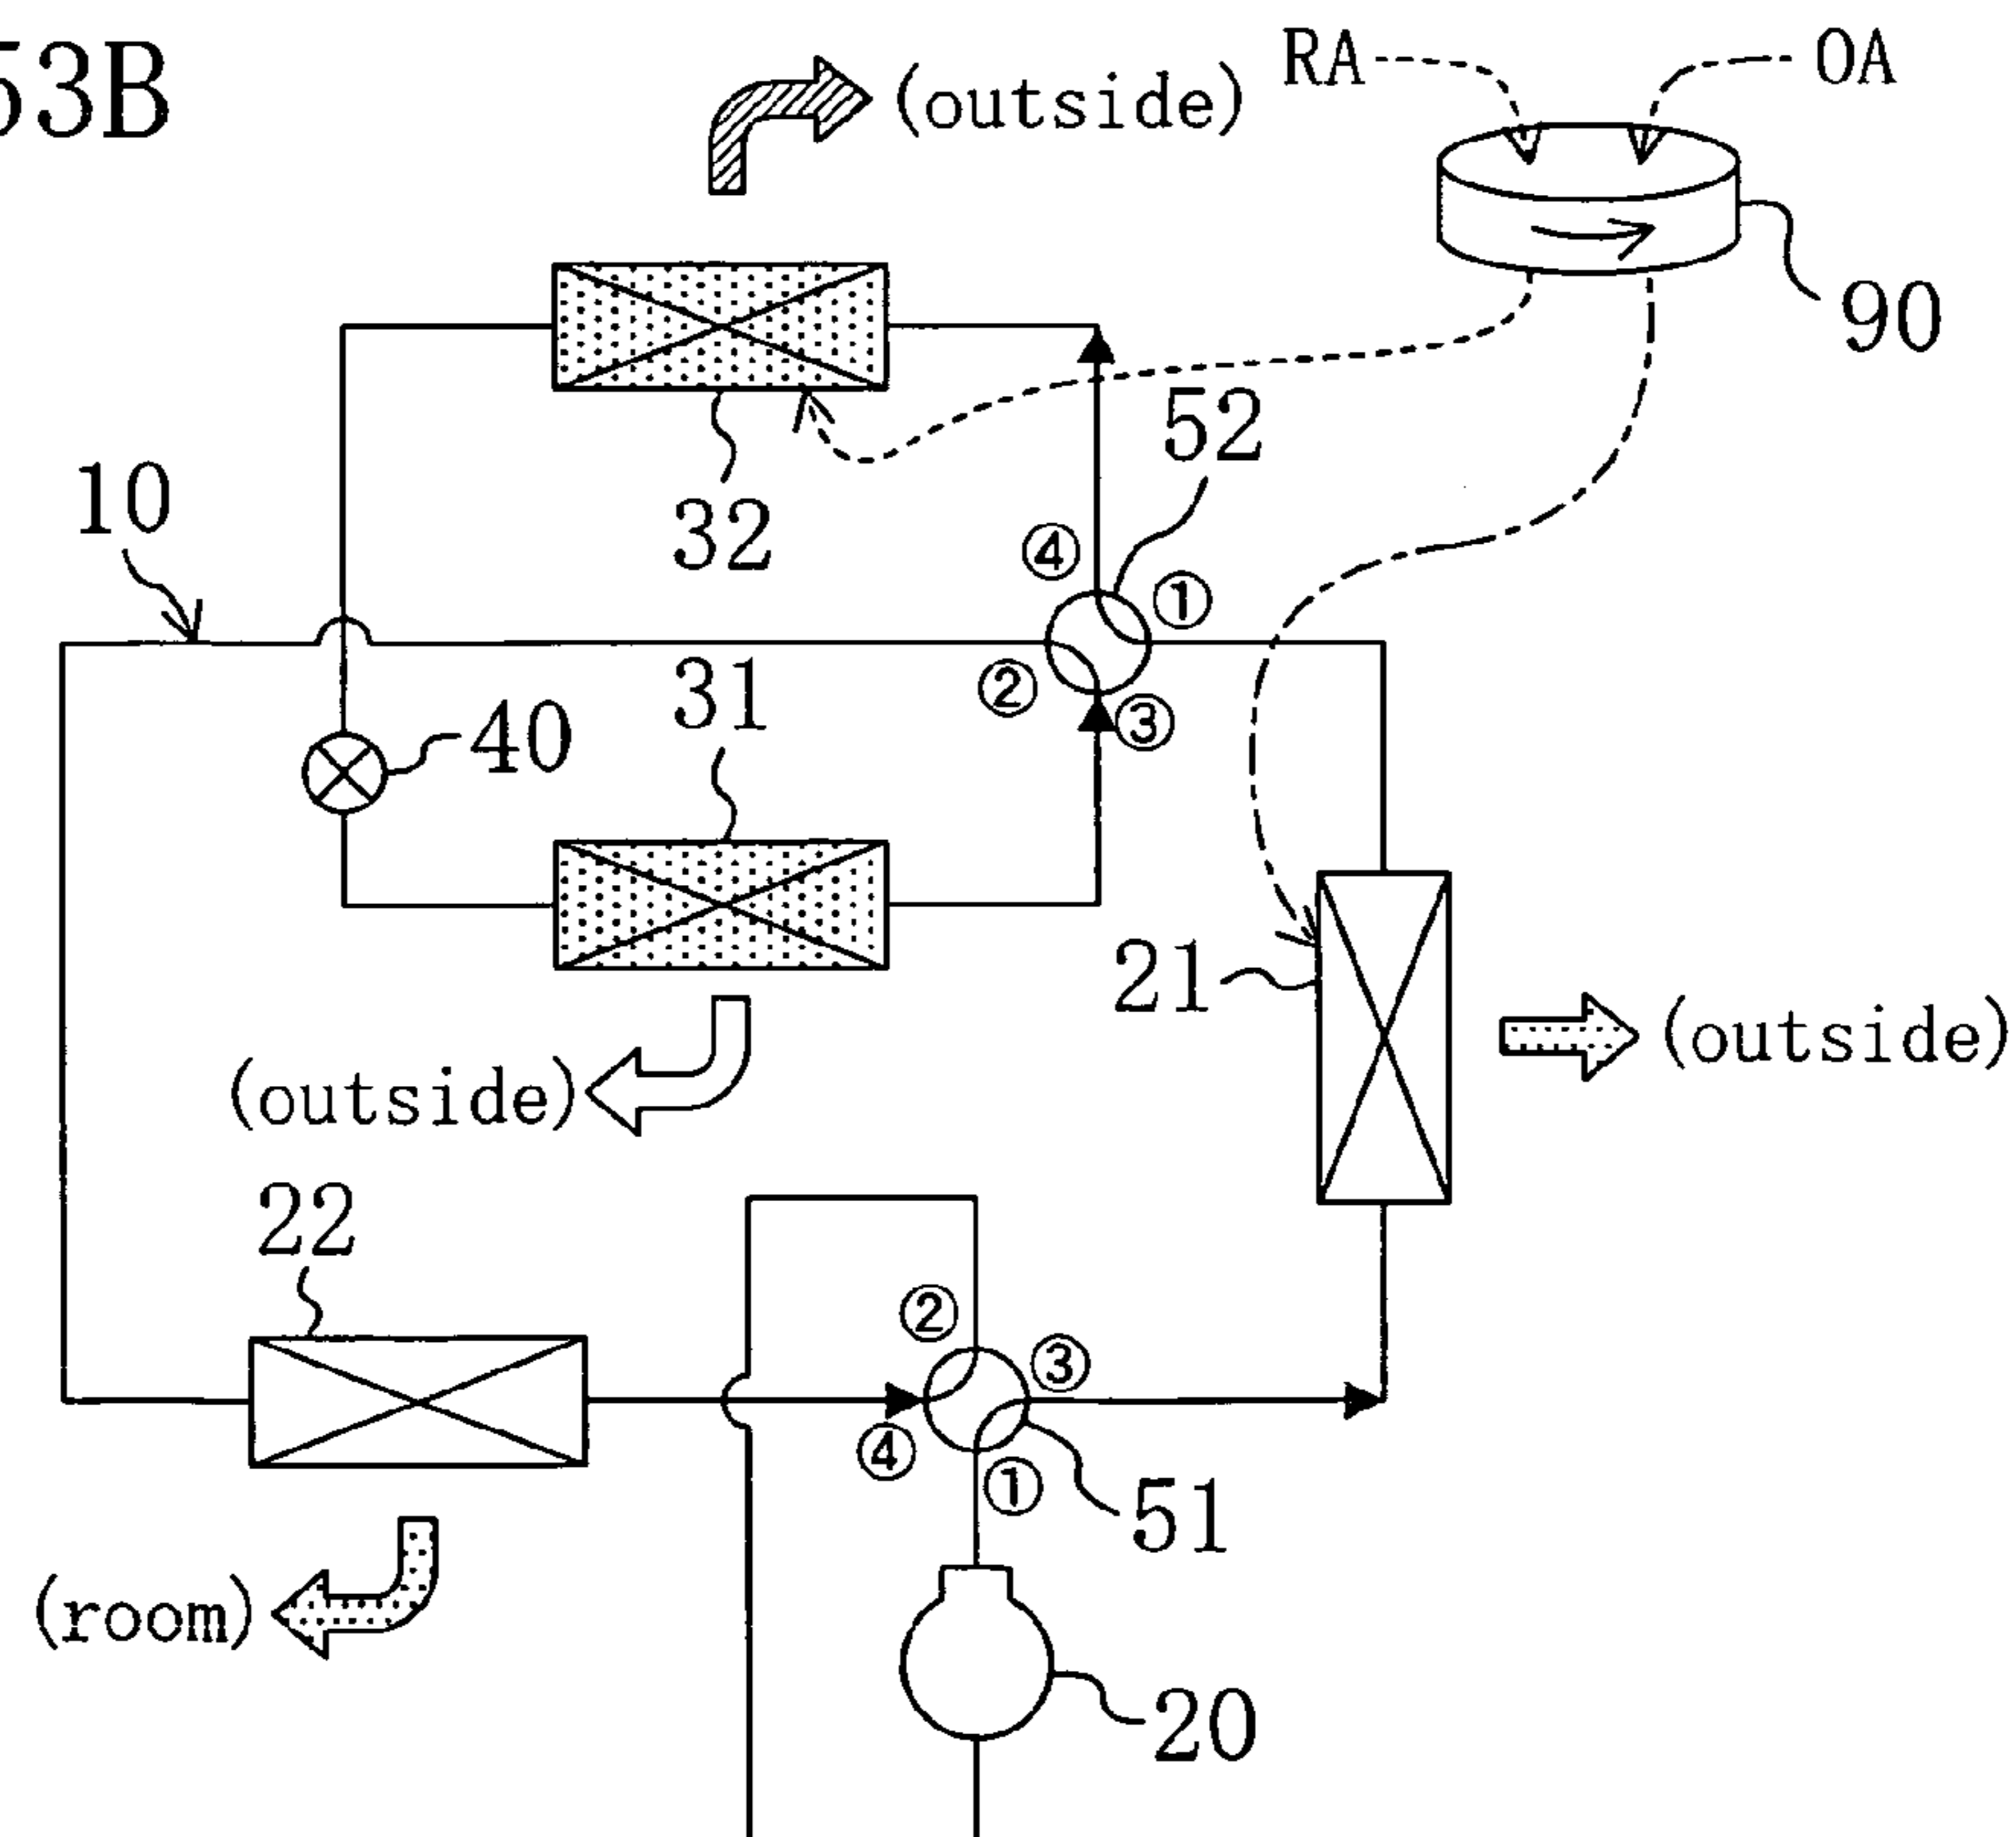 53B
(outside)
RA
OA
90
52
10
32
④
①
31
②
③
40
21
(outside)
(outside)
22
②
③
④
①
51
(room)
20